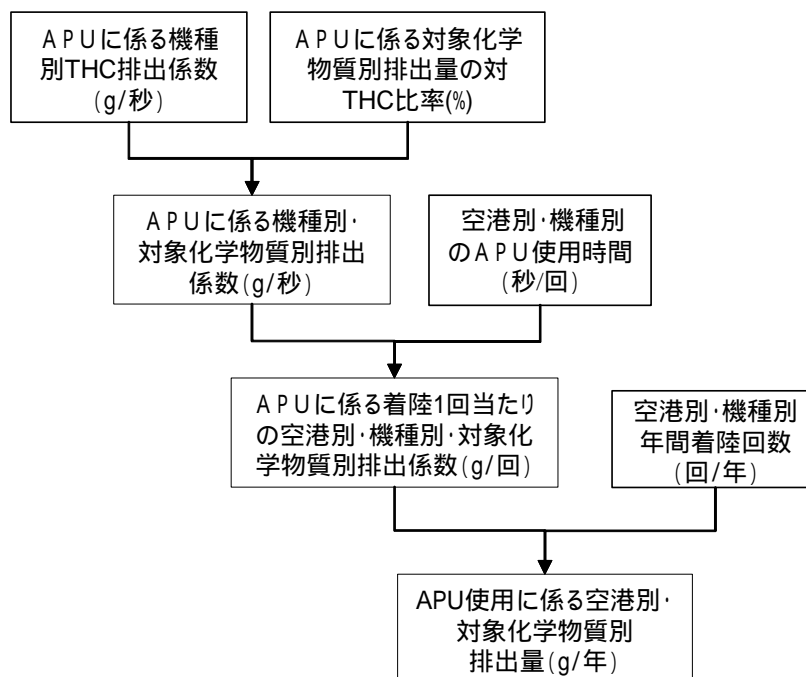 APUに係る機種
別THC排出係数
(g/秒)
APUに係る対象化学
物質別排出量の対
THC比率(%)
APUに係る機種別･
対象化学物質別排出
係数(g/秒)
空港別･機種別
のAPU使用時間
(秒/回)
APUに係る着陸1回当たり
の空港別･機種別･対象化
学物質別排出係数(g/回)
空港別･機種別
年間着陸回数
(回/年)
APU使用に係る空港別･
対象化学物質別
排出量(g/年)